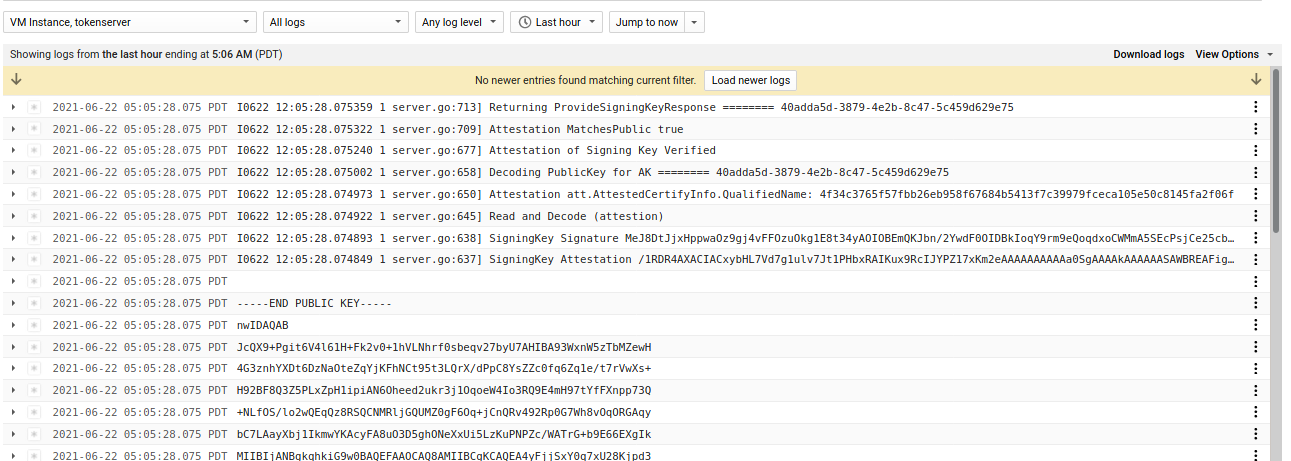 VM Instance, tokenserver
All logs
Any log level
Last hour
Jump to now
Showing logs from the last hour ending at 5:06 AM (PDT)
Download logs
View Options
No newer entries found matching current filter.
Load newer logs
2021-06-22 05:05:28.075 PDT I0622 12:05:28.075359 1 server.go:713] Returning ProvideSigningKeyResponse ======== 40adda5d-3879-4e2b-8c47-5c459d629e75
2021-06-22 05:05:28.075 PDT I0622 12:05:28.075322 1 server.go:709] Attestation MatchesPublic true
2021-06-22 05:05:28.075 PDT I0622 12:05:28.075240 1 server.go:677] Attestation of Signing Key Verified
2021-06-22 05:05:28.075 PDT I0622 12:05:28.075002 1 server.go:658] Decoding PublicKey for AK ======== 40adda5d-3879-4e2b-8c47-5c459d629e75
2021-06-22 05:05:28.075 PDT I0622 12:05:28.074973 1 server.go:650] Attestation att.AttestedCertifyInfo.QualifiedName: 4f34c3765f57fbb26eb958f67684b5413f7c39979fceca105e50c8145fa2f06f
2021-06-22 05:05:28.075 PDT I0622 12:05:28.074922 1 server.go:645] Read and Decode (attestion)
2021-06-22 05:05:28.075 PDT I0622 12:05:28.074893 1 server.go:638] SigningKey Signature MeJ8DtJjxHppwaOz9gj4vFFOzuOkg1E8t34yAOIOBEmQKJbn/2YwdF0OIDBkIoqY9rm9eQoqdxoCWMmA5SEcPsjCe25cb…
2021-06-22 05:05:28.075 PDT I0622 12:05:28.074849 1 server.go:637] SigningKey Attestation /1RDR4AXACIACxybHL7Vd7g1ulv7Jt1PHbxRAIKux9RcIJYPZ17xKm2eAAAAAAAAAAa0SgAAAAkAAAAAASAWBREAFig…
2021-06-22 05:05:28.075 PDT
2021-06-22 05:05:28.075 PDT -----END PUBLIC KEY-----
2021-06-22 05:05:28.075 PDT nwIDAQAB
2021-06-22 05:05:28.075 PDT JcQX9+Pgit6V4l61H+Fk2v0+1hVLNhrf0sbeqv27byU7AHIBA93WxnW5zTbMZewH
2021-06-22 05:05:28.075 PDT 4G3znhYXDt6DzNaOteZqYjKFhNCt95t3LQrX/dPpC8YsZZc0fq6Zq1e/t7rVwXs+
2021-06-22 05:05:28.075 PDT H92BF8Q3Z5PLxZpH1ipiAN6Oheed2ukr3j1OqoeW4Io3RQ9E4mH97tYfFXnpp73Q
2021-06-22 05:05:28.075 PDT +NLfOS/lo2wQEqQz8RSQCNMRljGQUMZ0gF6Oq+jCnQRv492Rp0G7Wh8vOqORGAqy
2021-06-22 05:05:28.075 PDT bC7LAayXbj1IkmwYKAcyFA8uO3D5ghONeXxUi5LzKuPNPZc/WATrG+b9E66EXgIk
2021-06-22 05:05:28.075 PDT MIIBIjANBgkqhkiG9w0BAQEFAAOCAQ8AMIIBCgKCAQEA4yFjjSxY0q7xU28Kjpd3